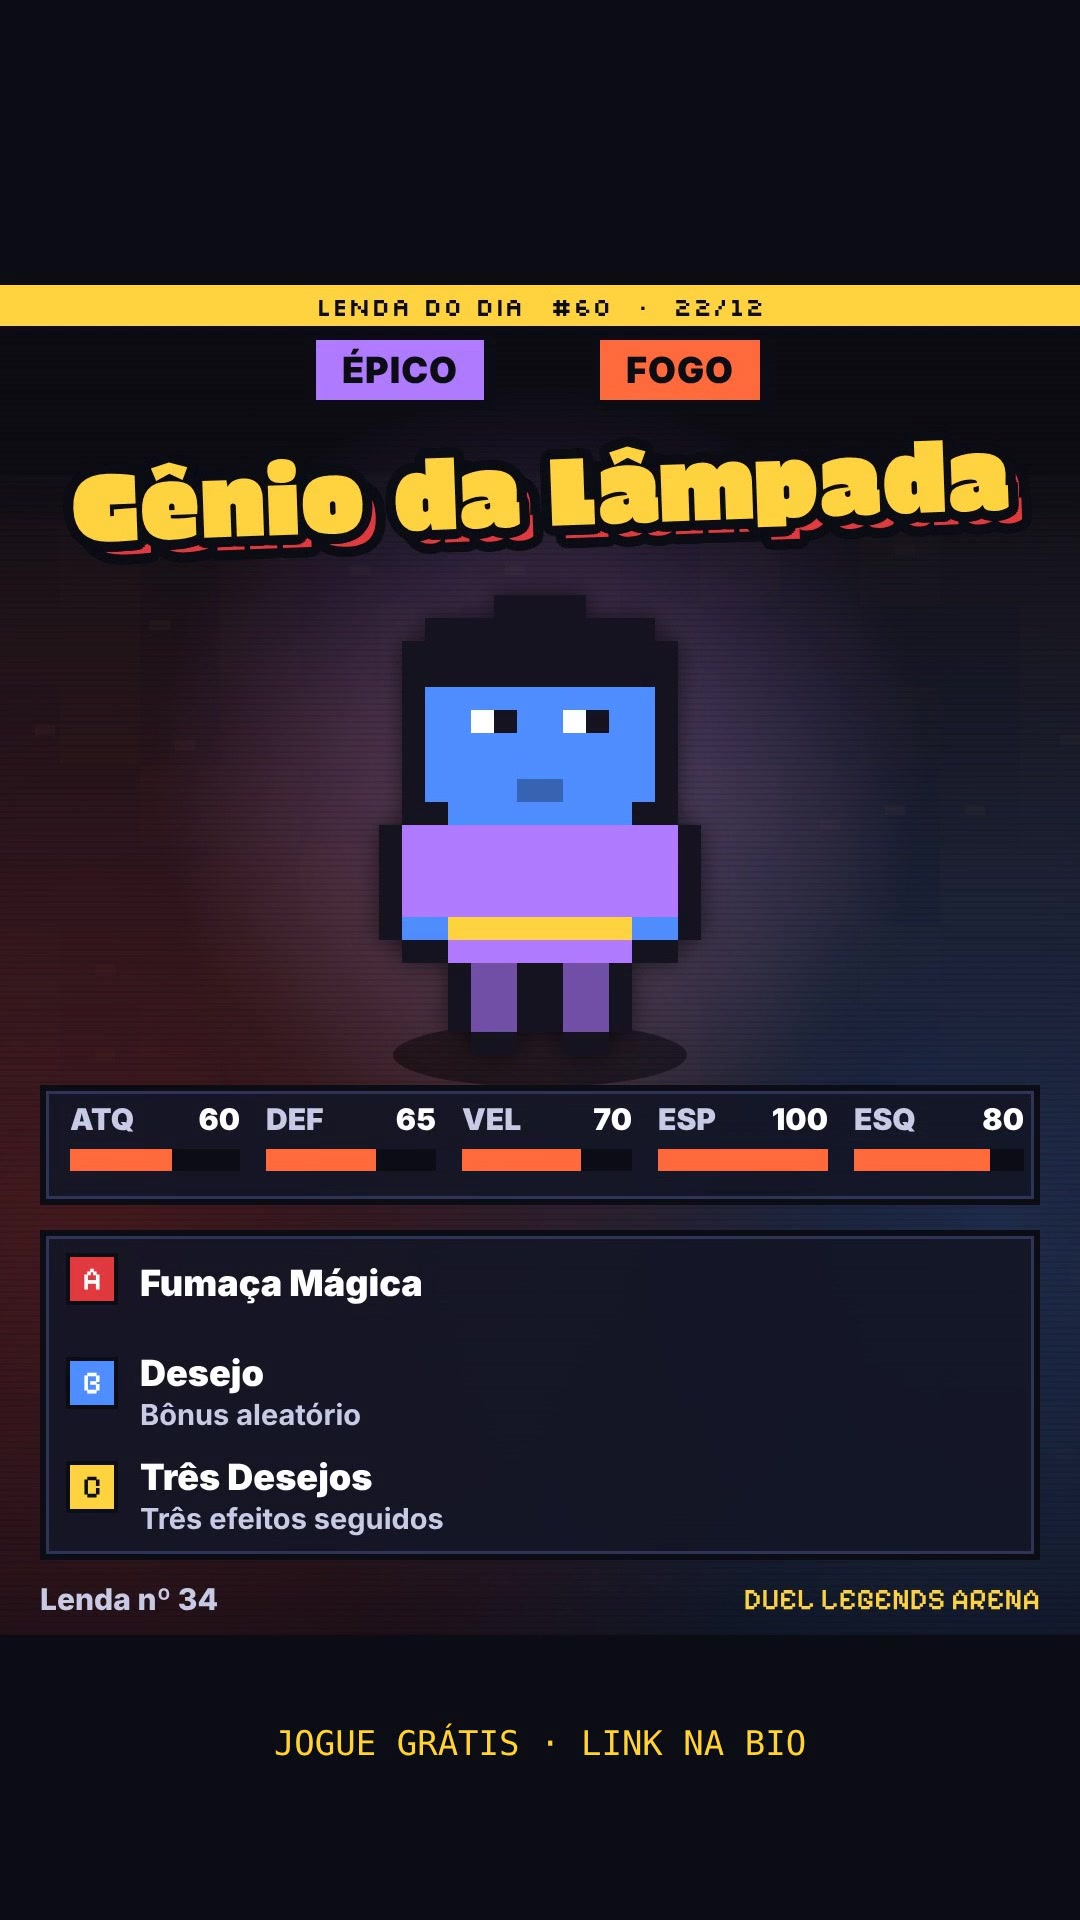 LENDA DO DIA #60 · 22/12
ÉPICO FOGO
Gênio da Lâmpada
ATQ 60 DEF 65 VEL 70 ESP 100 ESQ 80
A Fumaça Mágica
B Desejo
Bônus aleatório
C Três Desejos
Três efeitos seguidos
Lenda nº 34 DUEL LEGENDS ARENA
JOGUE GRÁTIS · LINK NA BIO